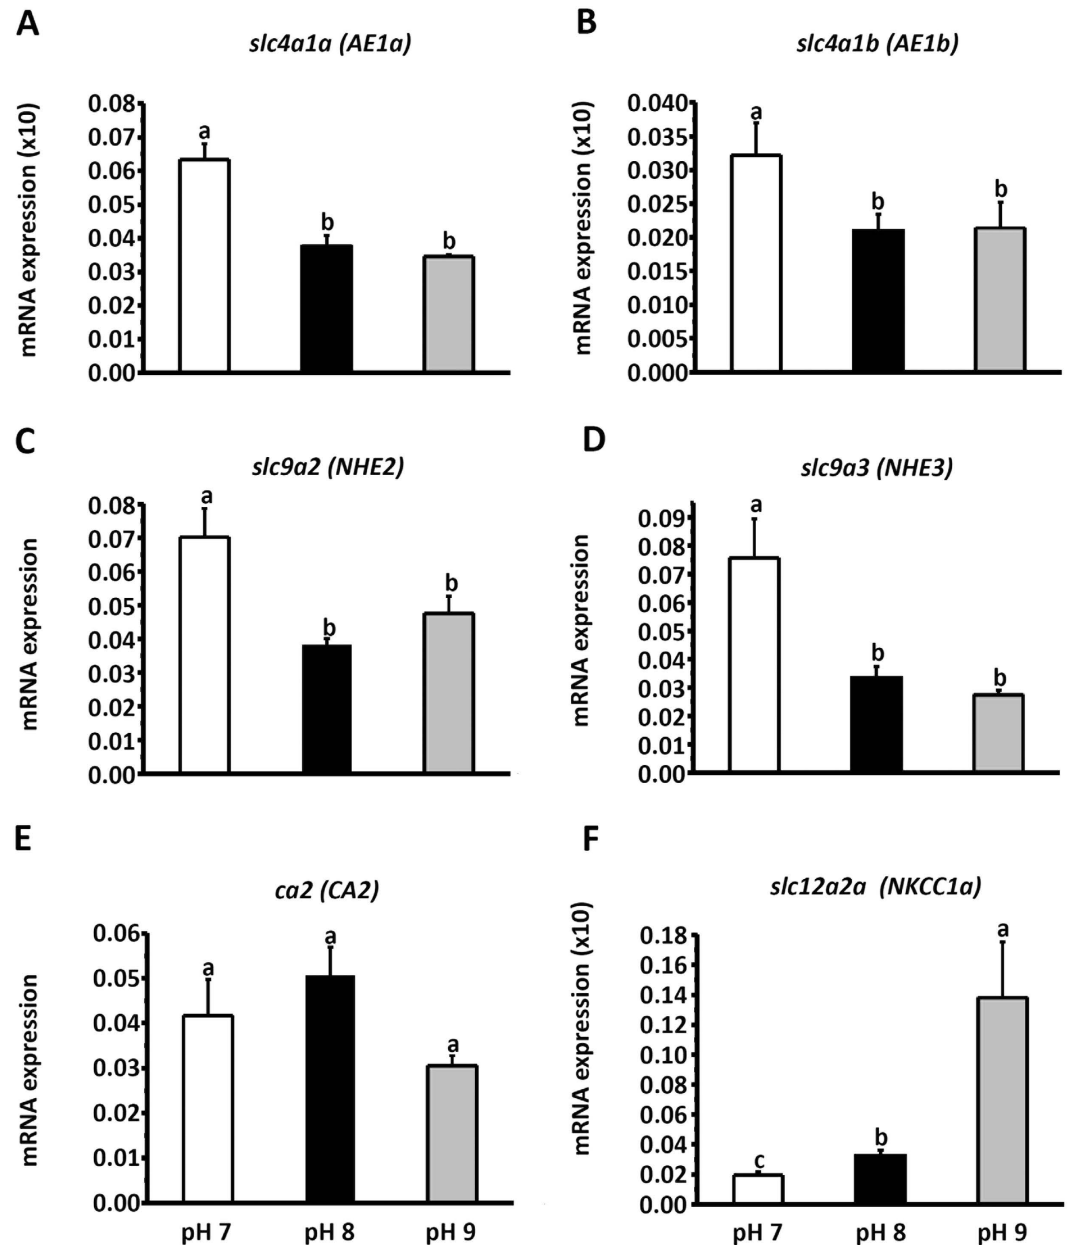 A
slc4a1a (AE1a)
mRNA expression (x10)
0.08
0.07
0.06
0.05
0.04
0.03
0.02
0.01
0.00
a
b
b
B
slc4a1b (AE1b)
mRNA expression (x10)
0.040
0.035
0.030
0.025
0.020
0.015
0.010
0.005
0.000
a
b
b
C
slc9a2 (NHE2)
mRNA expression
0.08
0.07
0.06
0.05
0.04
0.03
0.02
0.01
0.00
a
b
b
D
slc9a3 (NHE3)
mRNA expression
0.09
0.08
0.07
0.06
0.05
0.04
0.03
0.02
0.01
0.00
a
b
b
E
ca2 (CA2)
mRNA expression
0.06
0.05
0.04
0.03
0.02
0.01
0.00
a
a
a
pH 7 pH 8 pH 9
F
slc12a2a (NKCC1a)
mRNA expression (x10)
0.18
0.16
0.14
0.12
0.10
0.08
0.06
0.04
0.02
0.00
c
b
a
pH 7 pH 8 pH 9